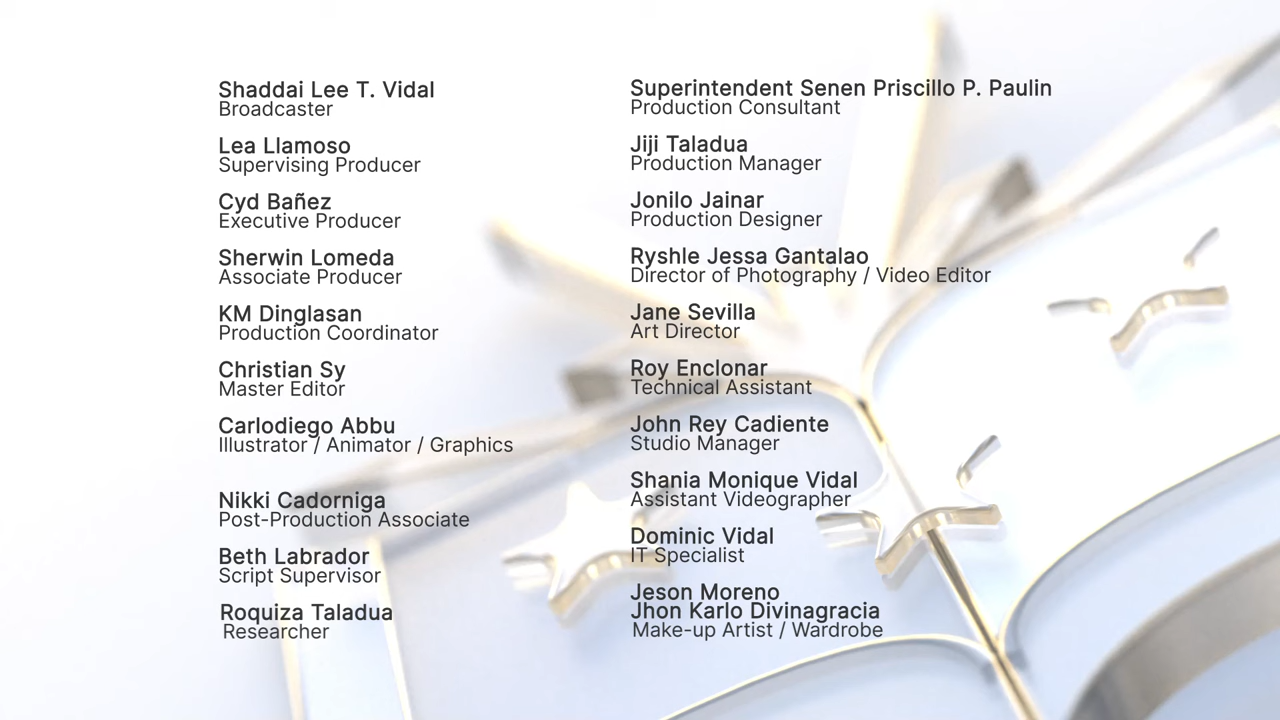 Shaddai Lee T. Vidal
Broadcaster
Lea Llamoso
Supervising Producer
Cyd Bañez
Executive Producer
Sherwin Lomeda
Associate Producer
KM Dinglasan
Production Coordinator
Christian Sy
Master Editor
Carlodiego Abbu
Illustrator / Animator / Graphics
Nikki Cadorniga
Post-Production Associate
Beth Labrador
Script Supervisor
Roquiza Taladua
Researcher
Superintendent Senen Priscillo P. Paulin
Production Consultant
Jiji Taladua
Production Manager
Jonilo Jainar
Production Designer
Ryshle Jessa Gantalao
Director of Photography / Video Editor
Jane Sevilla
Art Director
Roy Enclonar
Technical Assistant
John Rey Cadiente
Studio Manager
Shania Monique Vidal
Assistant Videographer
Dominic Vidal
IT Specialist
Jeson Moreno
Jhon Karlo Divinagracia
Make-up Artist / Wardrobe